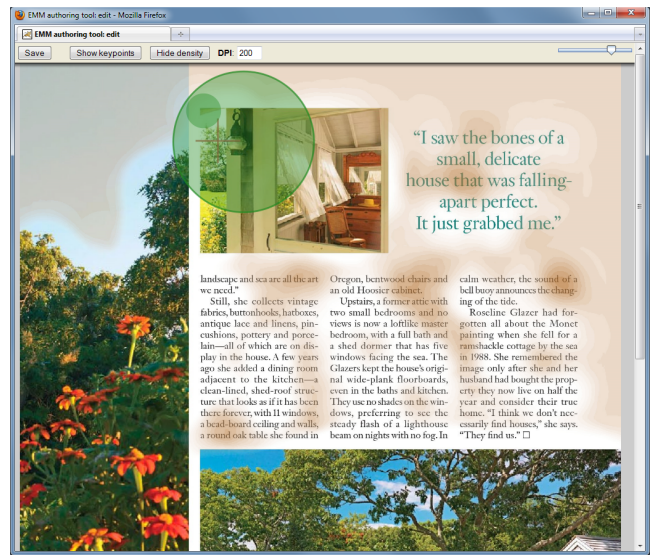 EMM authoring tool: edit - Mozilla Firefox
EMM authoring tool: edit
Save Show keypoints Hide density DPI: 200
“I saw the bones of a
small, delicate
house that was falling-
apart perfect.
It just grabbed me.”
landscape and sea are all the art
we need.”
Still, she collects vintage
fabrics, buttonhooks, hatboxes,
antique lace and linens, pin-
cushions, pottery and porce-
lain—all of which are on dis-
play in the house. A few years
ago she added a dining room
adjacent to the kitchen—a
clean-lined, shed-roof struc-
ture that looks as if it has been
there forever, with 11 windows,
a bead-board ceiling and walls,
a round oak table she found in
Oregon, bentwood chairs and
an old Hoosier cabinet.
Upstairs, a former attic with
two small bedrooms and no
views is now a loftlike master
bedroom, with a full bath and
a shed dormer that has five
windows facing the sea. The
Glazers kept the house’s origi-
nal wide-plank floorboards,
even in the baths and kitchen.
They use no shades on the win-
dows, preferring to see the
steady flash of a lighthouse
beam on nights with no fog. In
calm weather, the sound of a
bell buoy announces the chang-
ing of the tide.
Roseline Glazer had for-
gotten all about the Monet
painting when she fell for a
ramshackle cottage by the sea
in 1988. She remembered the
image only after she and her
husband had bought the prop-
erty they now live on half the
year and consider their true
home. “I think we don’t nec-
essarily find houses,” she says.
“They find us.” □